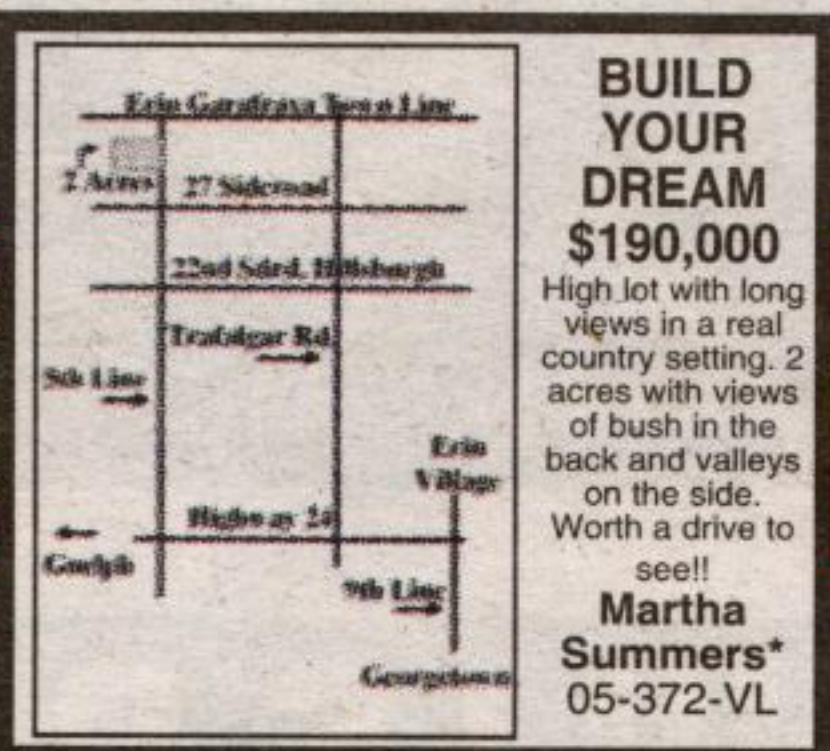 Erin Garafraxa Town Line
2 Acres
27 Sideroad
22nd Sdrd. Hillsburgh
Trafalgar Rd
5th Line
Erin
Village
Highway 24
Guelph
9th Line
Georgetown
BUILD
YOUR
DREAM
$190,000
High lot with long
views in a real
country setting. 2
acres with views
of bush in the
back and valleys
on the side.
Worth a drive to
see!!
Martha
Summers*
05-372-VL